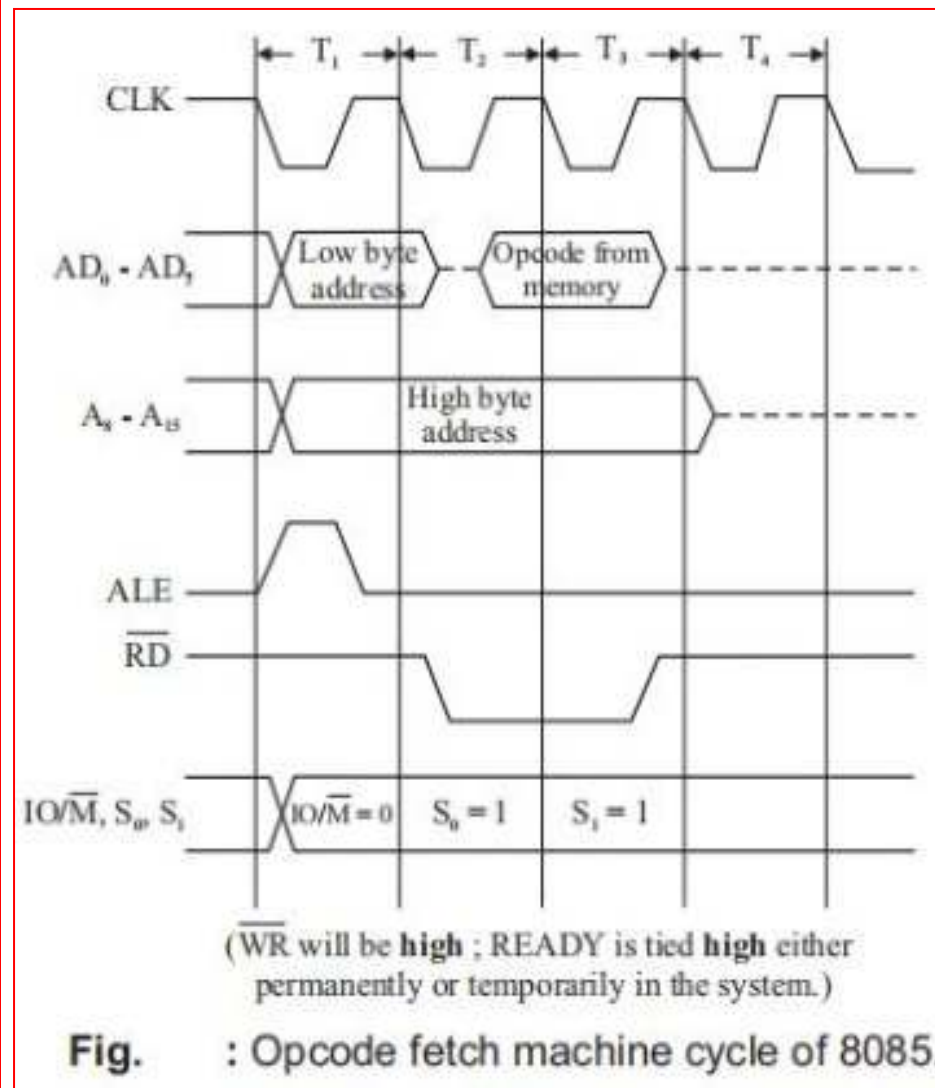 T₁ T₂ T₃ T₄
CLK
AD₀ - AD₇
Low byte address
Opcode from memory
A₈ - A₁₅
High byte address
ALE
R̅D̅
IO/M̅, S₀, S₁
IO/M̅ = 0 S₀ = 1 S₁ = 1
(W̅R̅ will be high ; READY is tied high either
permanently or temporarily in the system.)
Fig. : Opcode fetch machine cycle of 8085